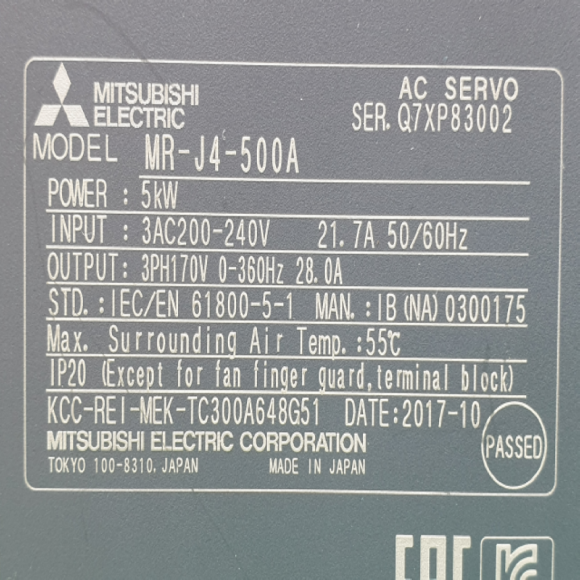 MITSUBISHI ELECTRIC
AC SERVO
SER. Q7XP83002
MODEL MR-J4-500A
POWER : 5kW
INPUT : 3AC200-240V 21.7A 50/60Hz
OUTPUT: 3PH170V 0-360Hz 28.0A
STD.:IEC/EN 61800-5-1 MAN.:IB(NA)0300175
Max. Surrounding Air Temp.:55℃
IP20 (Except for fan finger guard,terminal block)
KCC-REI-MEK-TC300A648G51 DATE:2017-10
MITSUBISHI ELECTRIC CORPORATION
PASSED
TOKYO 100-8310, JAPAN MADE IN JAPAN
EAC